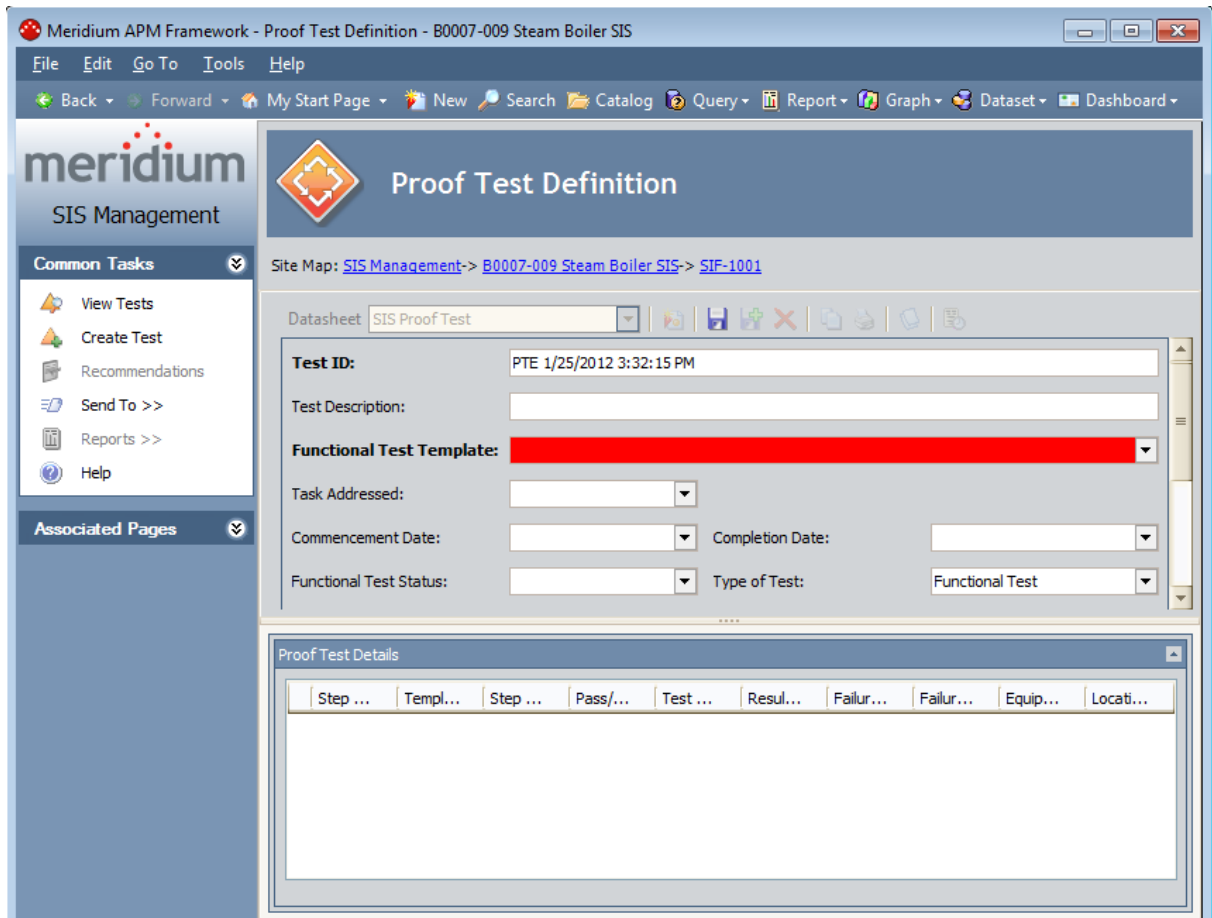 Meridium APM Framework - Proof Test Definition - B0007-009 Steam Boiler SIS
File Edit Go To Tools Help
Back Forward My Start Page New Search Catalog Query Report Graph Dataset Dashboard
meridium
SIS Management
Proof Test Definition
Common Tasks
View Tests
Create Test
Recommendations
Send To >>
Reports >>
Help
Associated Pages
Site Map: SIS Management-> B0007-009 Steam Boiler SIS-> SIF-1001
Datasheet SIS Proof Test
Test ID: PTE 1/25/2012 3:32:15 PM
Test Description:
Functional Test Template:
Task Addressed:
Commencement Date: Completion Date:
Functional Test Status: Type of Test: Functional Test
Proof Test Details
Step ... Templ... Step ... Pass/... Test ... Resul... Failur... Failur... Equip... Locati...